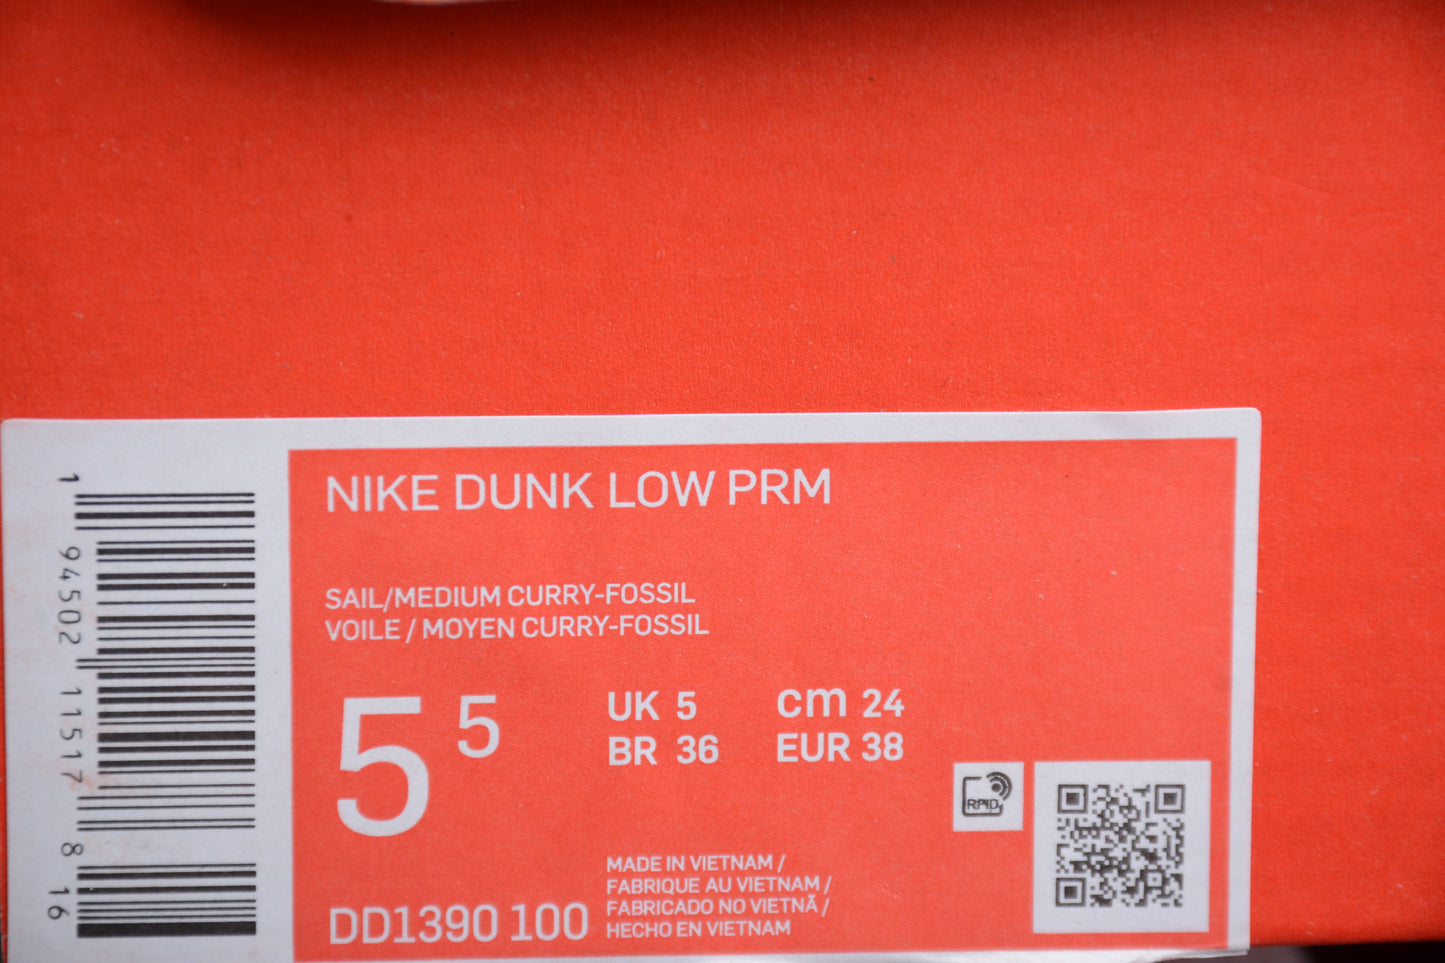 1 94502 11517 8 16
NIKE DUNK LOW PRM
SAIL/MEDIUM CURRY-FOSSIL
VOILE / MOYEN CURRY-FOSSIL
5 5
UK 5 cm 24
BR 36 EUR 38
RPID
MADE IN VIETNAM /
FABRIQUE AU VIETNAM /
FABRICADO NO VIETNÃ /
HECHO EN VIETNAM
DD1390 100